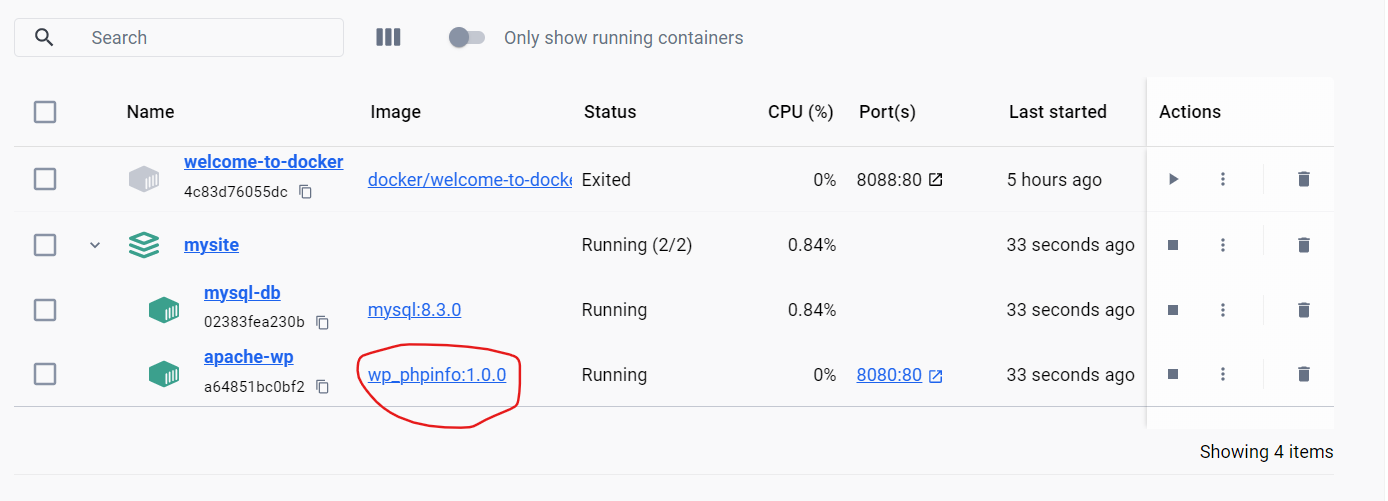 Search
Only show running containers
Name Image Status CPU (%) Port(s) Last started Actions
welcome-to-docker
4c83d76055dc
docker/welcome-to-docke Exited 0% 8088:80 5 hours ago
mysite Running (2/2) 0.84% 33 seconds ago
mysql-db
02383fea230b
mysql:8.3.0 Running 0.84% 33 seconds ago
apache-wp
a64851bc0bf2
wp_phpinfo:1.0.0 Running 0% 8080:80 33 seconds ago
Showing 4 items